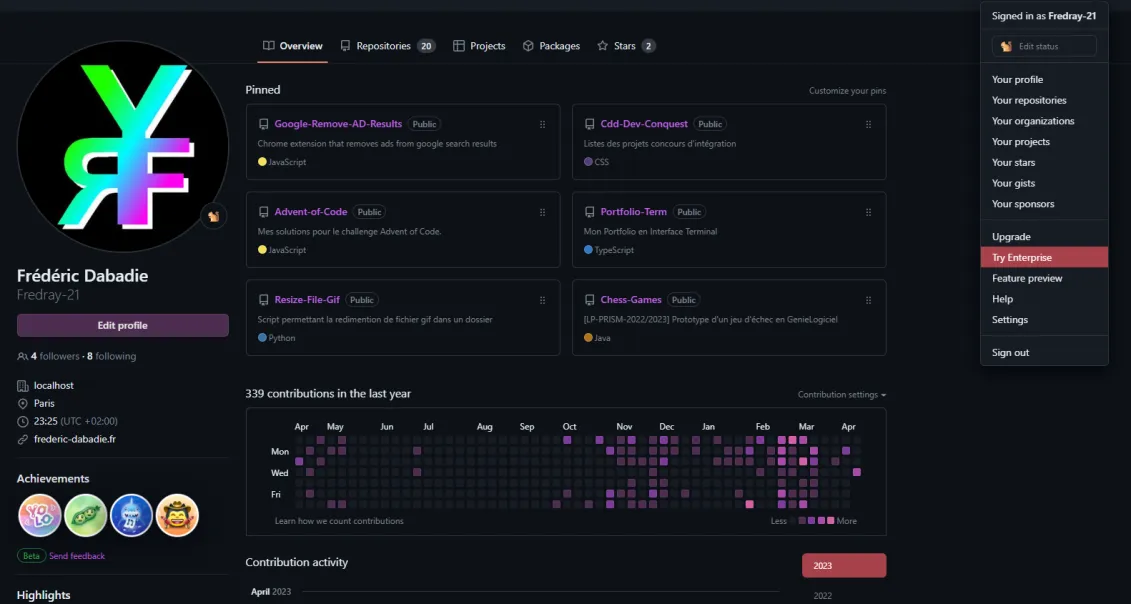 Signed in as Fredray-21
Edit status
Your profile
Your repositories
Your organizations
Your projects
Your stars
Your gists
Your sponsors
Upgrade
Try Enterprise
Feature preview
Help
Settings
Sign out
Overview
Repositories 20
Projects
Packages
Stars 2
YRF
Frédéric Dabadie
Fredray-21
Edit profile
4 followers · 8 following
localhost
Paris
23:25 (UTC +02:00)
frederic-dabadie.fr
Achievements
YOLO
Beta Send feedback
Highlights
Pinned
Customize your pins
Google-Remove-AD-Results Public
Chrome extension that removes ads from google search results
JavaScript
Cdd-Dev-Conquest Public
Listes des projets concours d'intégration
CSS
Advent-of-Code Public
Mes solutions pour le challenge Advent of Code.
JavaScript
Portfolio-Term Public
Mon Portfolio en Interface Terminal
TypeScript
Resize-File-Gif Public
Script permettant la redimention de fichier gif dans un dossier
Python
Chess-Games Public
[LP-PRISM-2022/2023] Prototype d'un jeu d'échec en GenieLogiciel
Java
339 contributions in the last year
Contribution settings
Apr May Jun Jul Aug Sep Oct Nov Dec Jan Feb Mar Apr
Mon
Wed
Fri
Learn how we count contributions
Less More
Contribution activity
2023
2022
April 2023